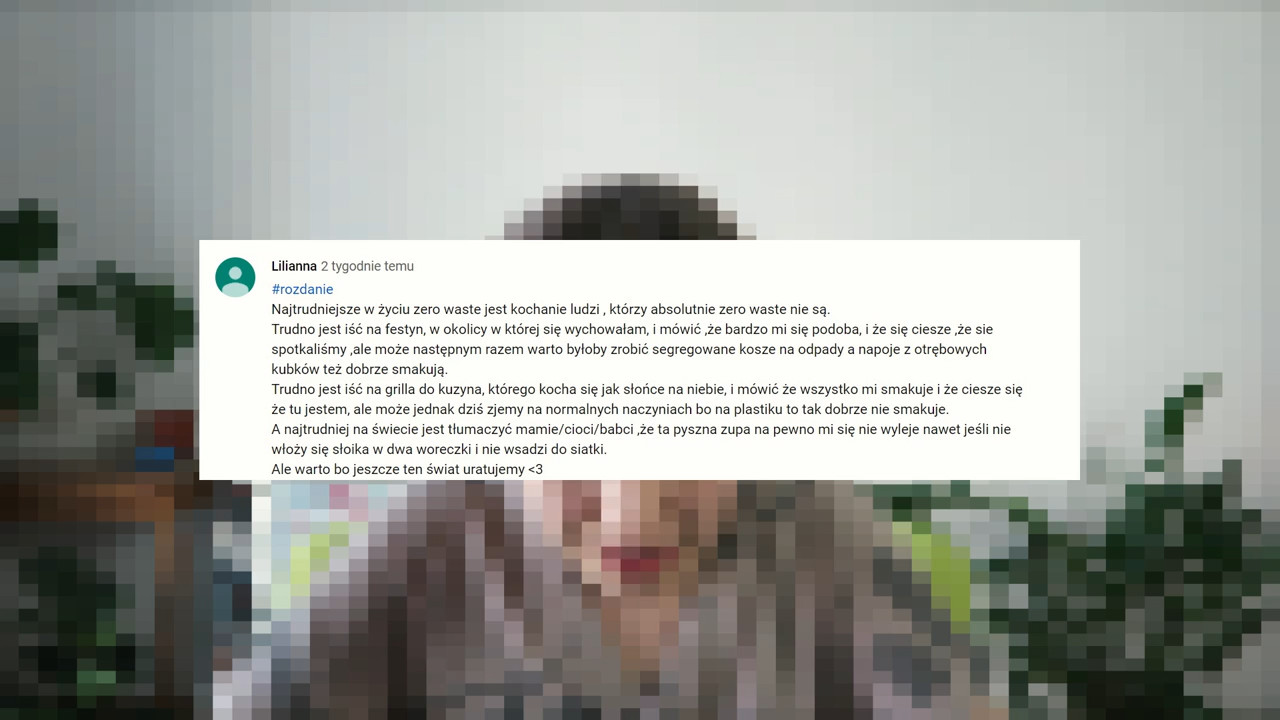 Lilianna 2 tygodnie temu
#rozdanie
Najtrudniejsze w życiu zero waste jest kochanie ludzi , którzy absolutnie zero waste nie są.
Trudno jest iść na festyn, w okolicy w której się wychowałam, i mówić ,że bardzo mi się podoba, i że się ciesze ,że sie
spotkaliśmy ,ale może następnym razem warto byłoby zrobić segregowane kosze na odpady a napoje z otrębowych
kubków też dobrze smakują.
Trudno jest iść na grilla do kuzyna, którego kocha się jak słońce na niebie, i mówić że wszystko mi smakuje i że ciesze się
że tu jestem, ale może jednak dziś zjemy na normalnych naczyniach bo na plastiku to tak dobrze nie smakuje.
A najtrudniej na świecie jest tłumaczyć mamie/cioci/babci ,że ta pyszna zupa na pewno mi się nie wyleje nawet jeśli nie
włoży się słoika w dwa woreczki i nie wsadzi do siatki.
Ale warto bo jeszcze ten świat uratujemy <3